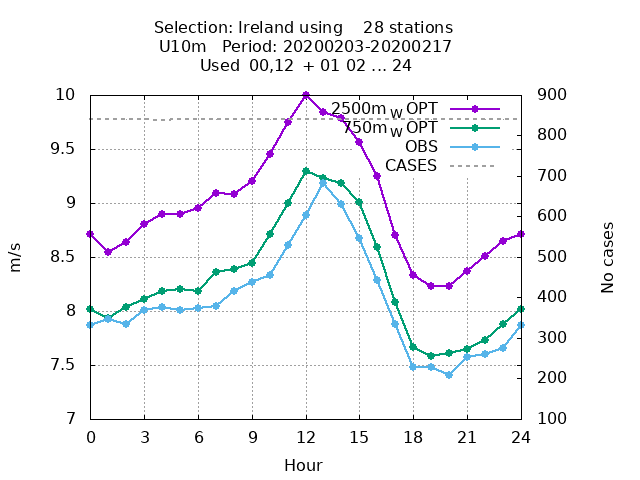 Selection: Ireland using    28 stations
U10m   Period: 20200203-20200217
Used  00,12  + 01 02 ... 24
10
9.5
9
8.5
8
7.5
7
m/s
900
800
700
600
500
400
300
200
100
No cases
2500m_W OPT
750m_W OPT
OBS
CASES
0 3 6 9 12 15 18 21 24
Hour